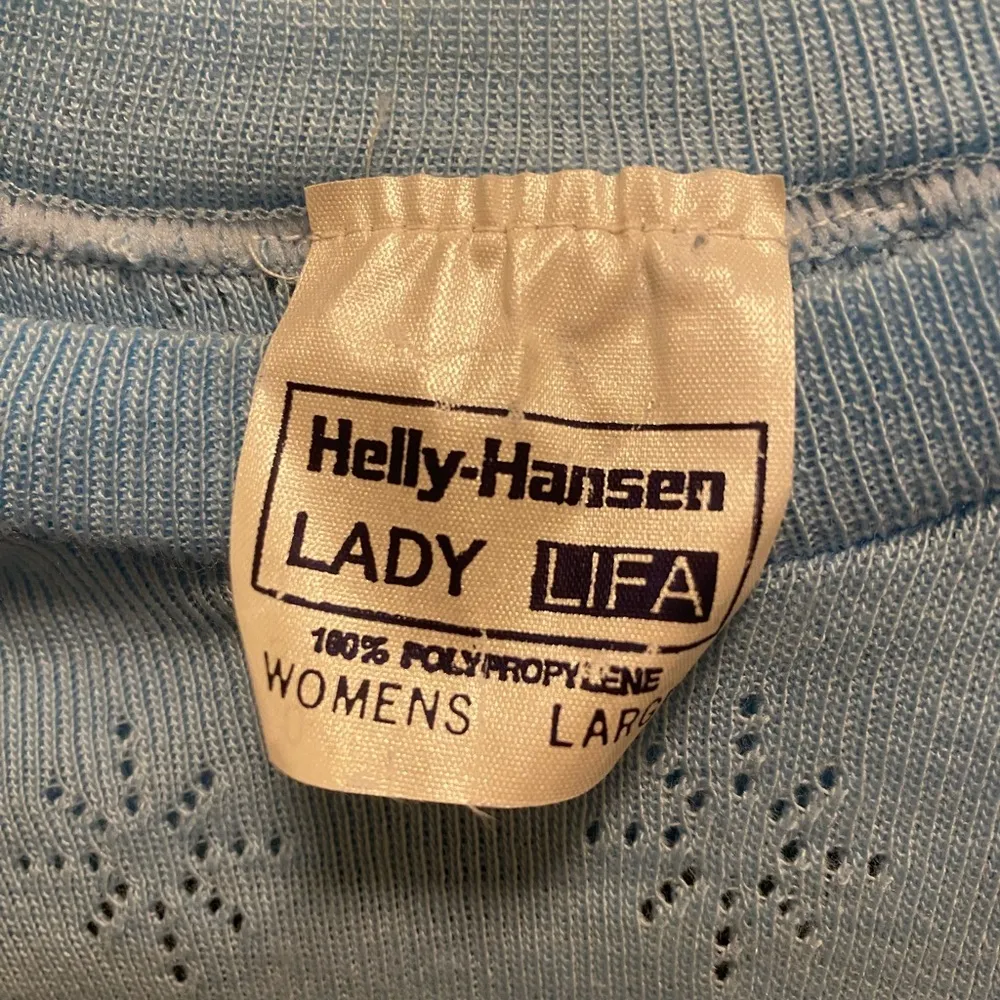 Helly-Hansen
LADY LIFA
100% POLYPROPYLENE
WOMENS LARG